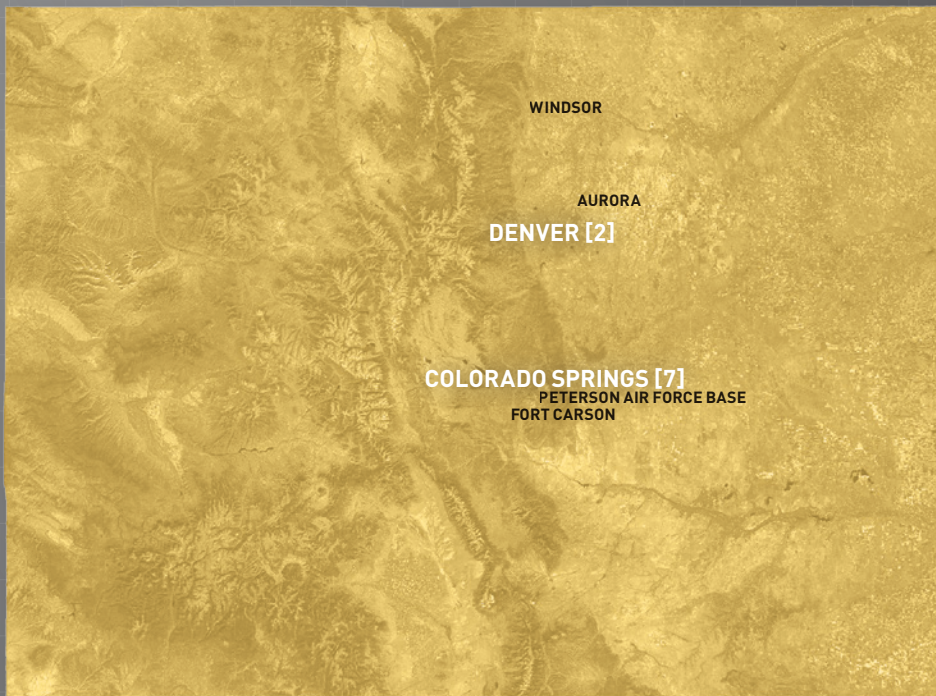 WINDSOR
AURORA
DENVER [2]
COLORADO SPRINGS [7]
PETERSON AIR FORCE BASE
FORT CARSON